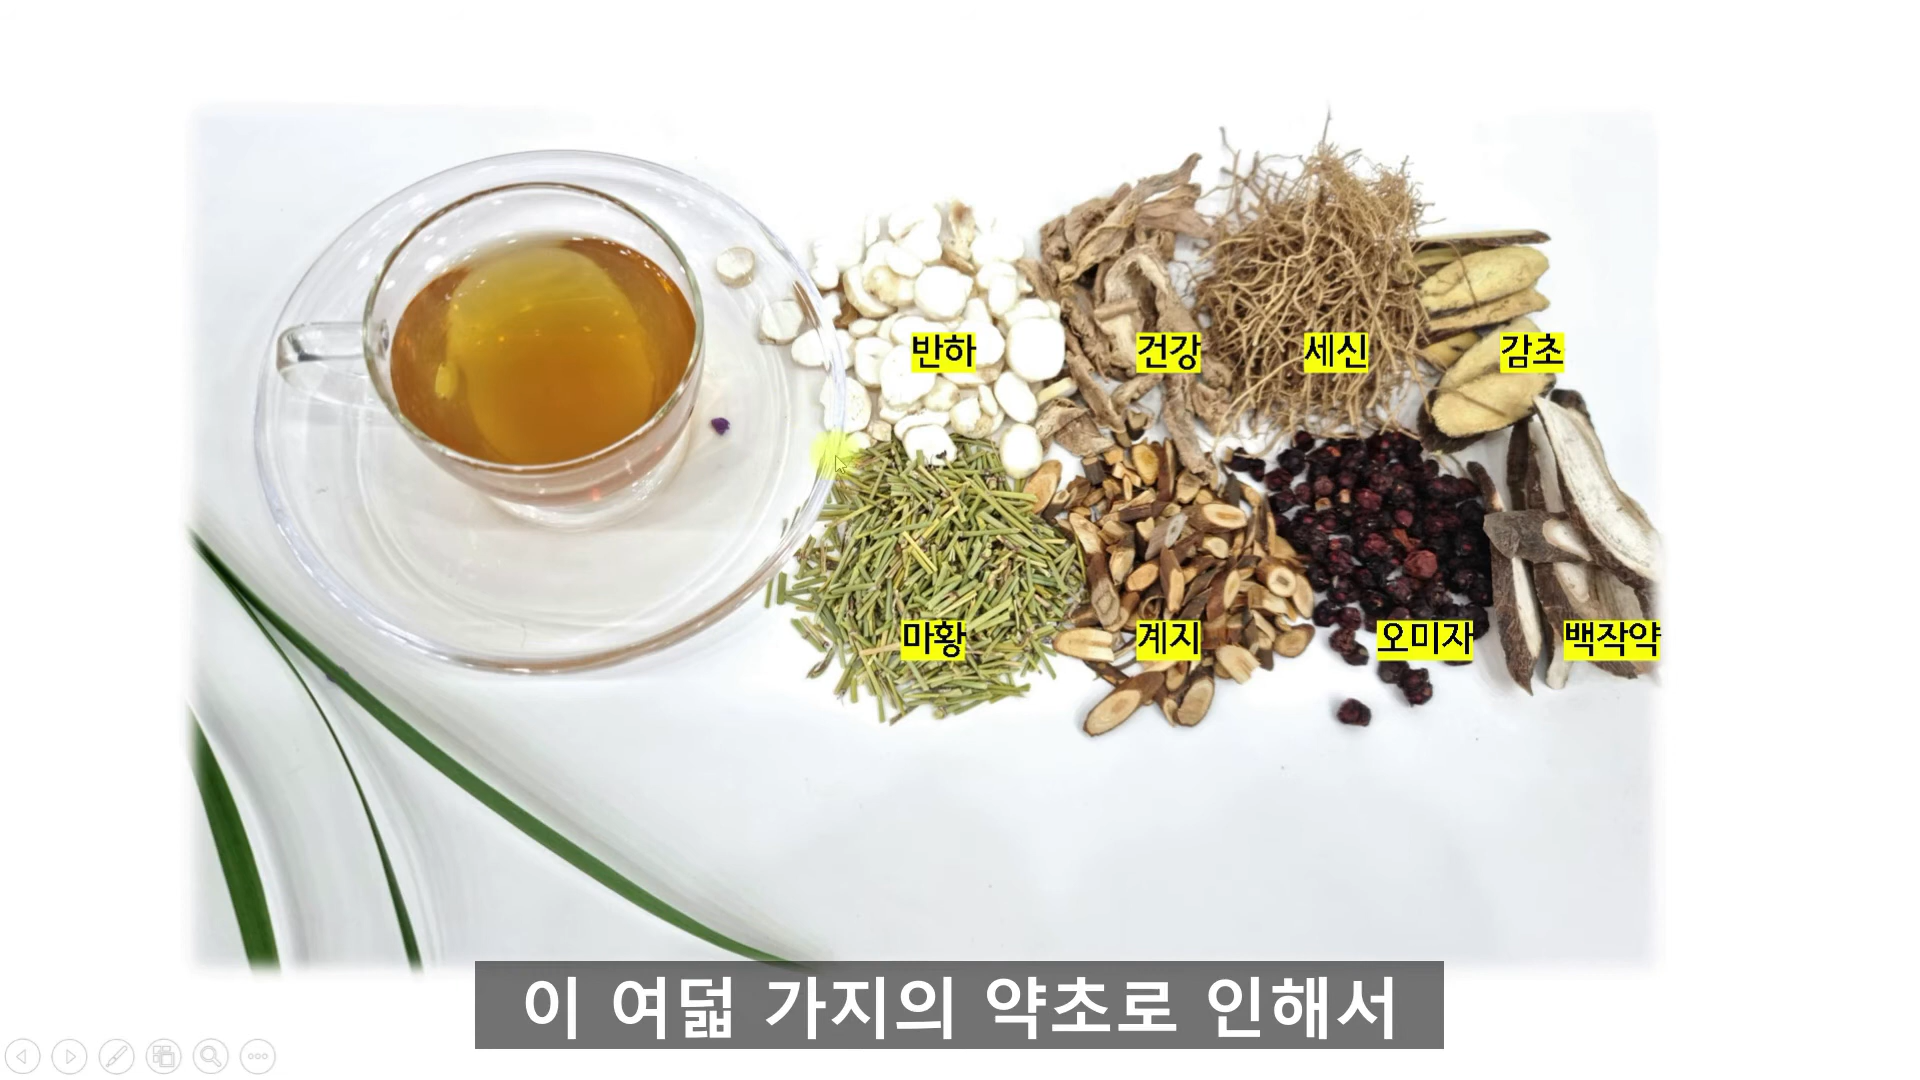 반하
건강
세신
감초
마황
계지
오미자
백작약
이 여덟 가지의 약초로 인해서